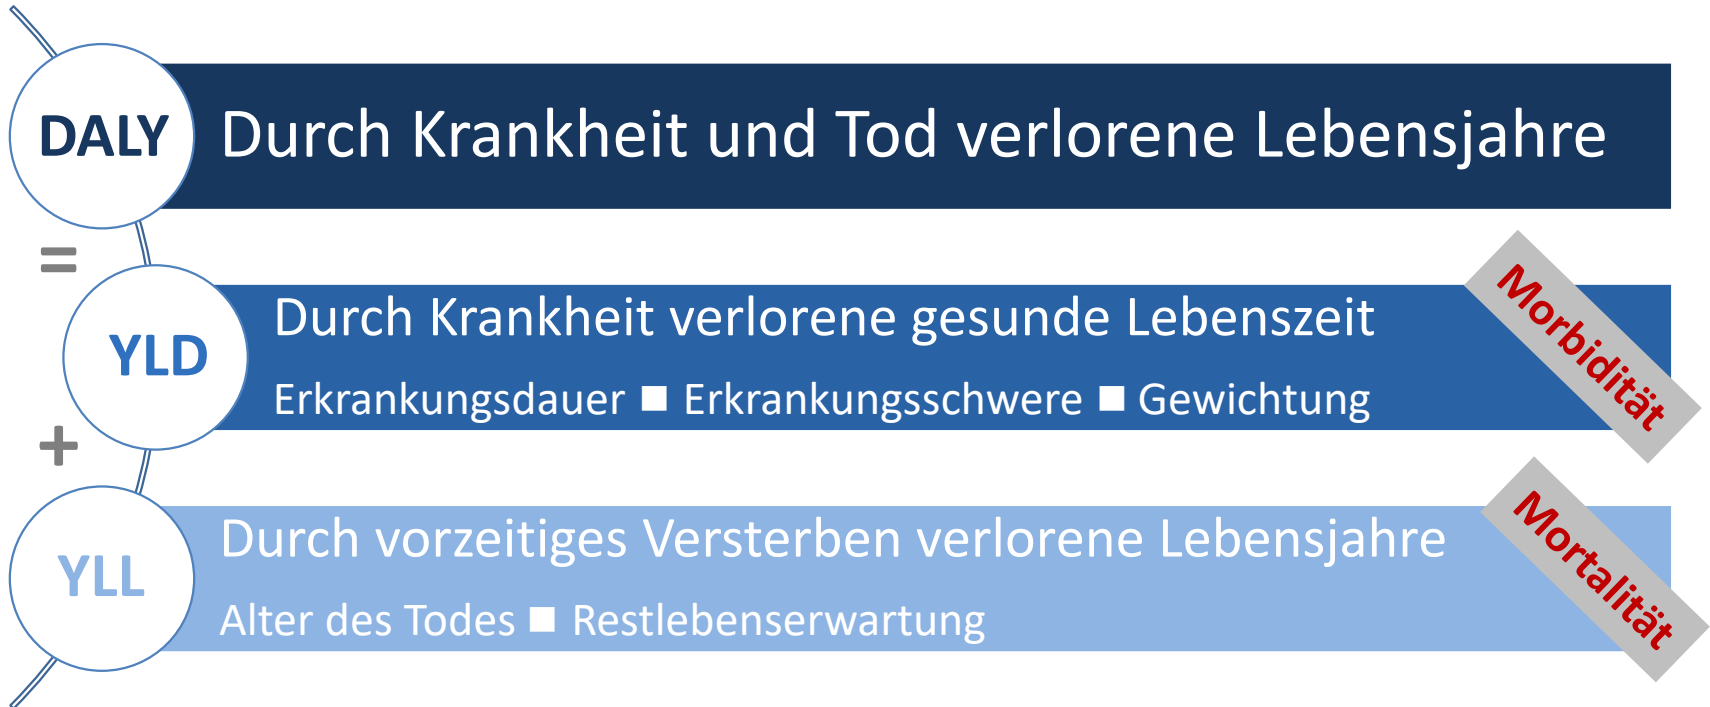 DALY
Durch Krankheit und Tod verlorene Lebensjahre
=
YLD
Durch Krankheit verlorene gesunde Lebenszeit
Erkrankungsdauer ■ Erkrankungsschwere ■ Gewichtung
Morbidität
+
YLL
Durch vorzeitiges Versterben verlorene Lebensjahre
Alter des Todes ■ Restlebenserwartung
Mortalität